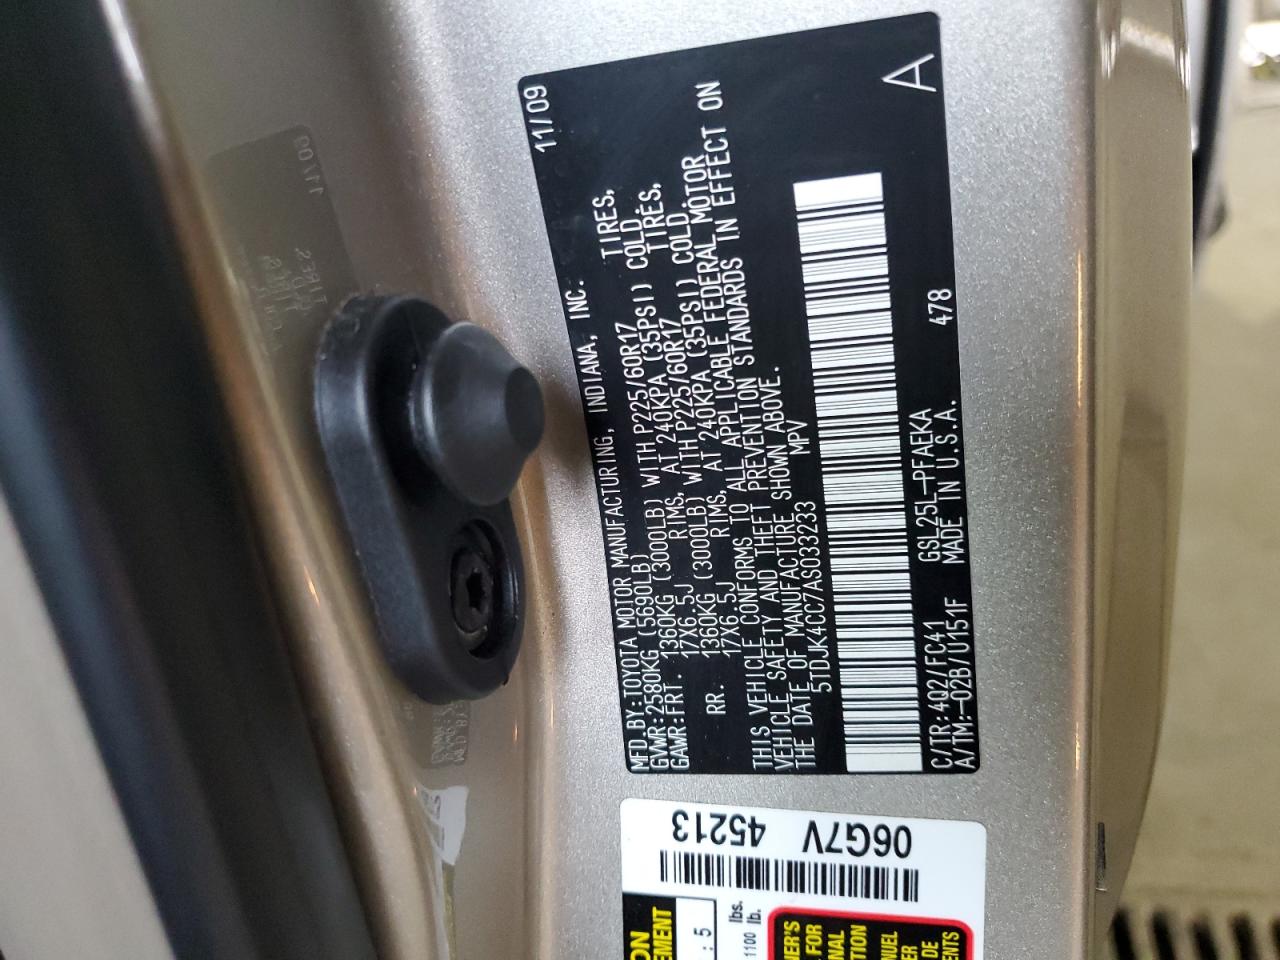 MFD.BY:TOYOTA MOTOR MANUFACTURING, INDIANA, INC. 11/09
GVWR:2580KG (5690LB)
GAWR:FRT. 1360KG (3000LB) WITH P225/60R17 TIRES,
17X6.5J RIMS, AT 240KPA (35PSI) COLD.
RR. 1360KG (3000LB) WITH P225/60R17 TIRES,
17X6.5J RIMS, AT 240KPA (35PSI) COLD.
THIS VEHICLE CONFORMS TO ALL APPLICABLE FEDERAL MOTOR
VEHICLE SAFETY AND THEFT PREVENTION STANDARDS IN EFFECT ON
THE DATE OF MANUFACTURE SHOWN ABOVE.
5TDJK4CC7AS033233 MPV
C/TR:4Q2/FC41 GSL25L-PFAEKA 478 A
A/TM:-02B/U151F MADE IN U.S.A.
06G7V
45213
: 5
1100 lbs.
lb.